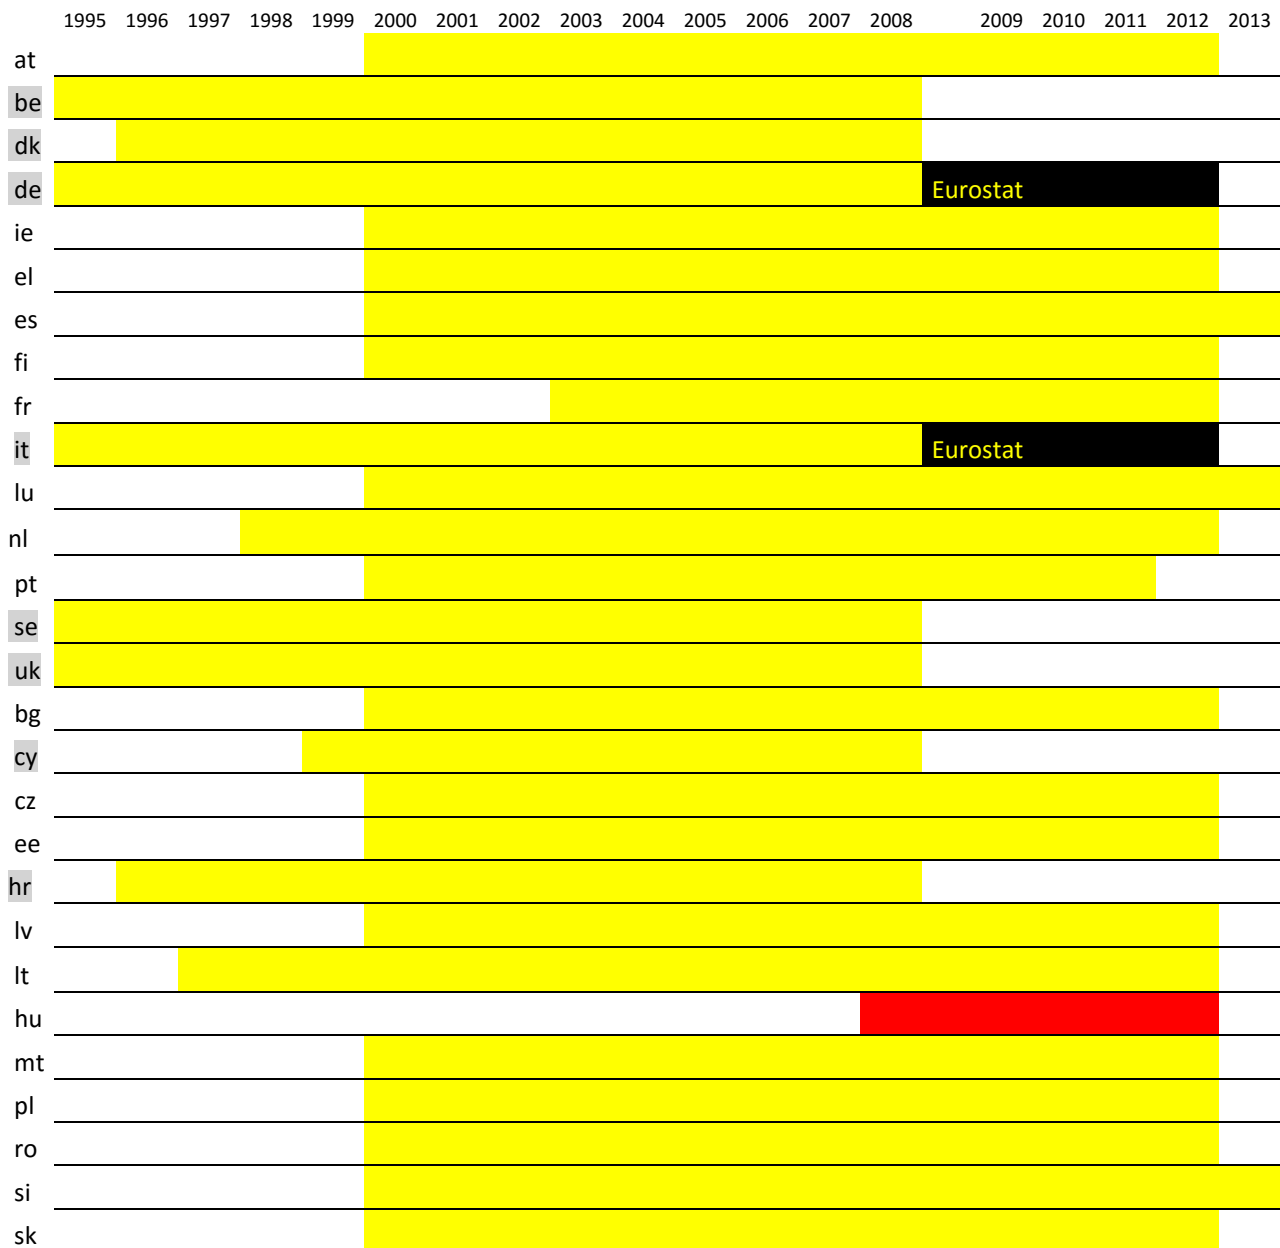 1995 1996 1997 1998 1999 2000 2001 2002 2003 2004 2005 2006 2007 2008 2009 2010 2011 2012 2013
at
be
dk
de Eurostat
ie
el
es
fi
fr
it Eurostat
lu
nl
pt
se
uk
bg
cy
cz
ee
hr
lv
lt
hu
mt
pl
ro
si
sk